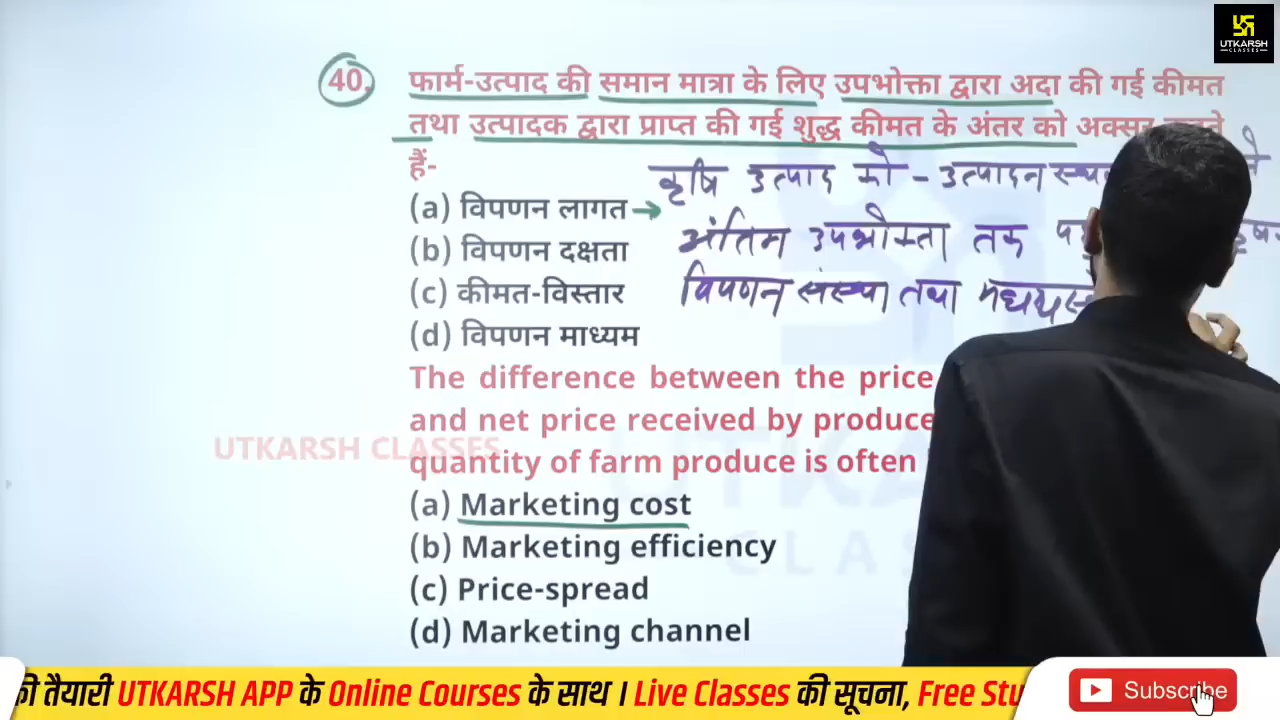 UTKARSH
CLASSES
40. फार्म-उत्पाद की समान मात्रा के लिए उपभोक्ता द्वारा अदा की गई कीमत
तथा उत्पादक द्वारा प्राप्त की गई शुद्ध कीमत के अंतर को अक्सर
हैं-
कृषि उत्पाद को - उत्पादन
(a) विपणन लागत →
अंतिम उपभोक्ता तक
(b) विपणन दक्षता
(c) कीमत-विस्तार
विपणन संस्था तथा
(d) विपणन माध्यम
The difference between the price
and net price received by
quantity of farm produce is often
UTKARSH CLASSES
(a) Marketing cost
(b) Marketing efficiency
(c) Price-spread
(d) Marketing channel
तैयारी UTKARSH APP के Online Courses के साथ । Live Classes की सूचना, Free
Subscribe